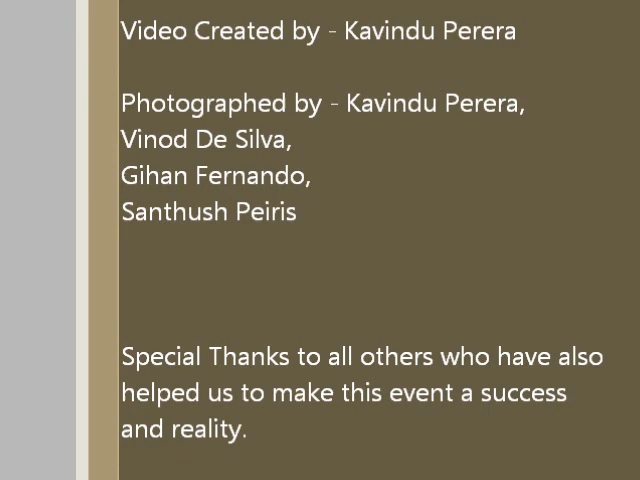 Video Created by - Kavindu Perera
Photographed by - Kavindu Perera,
Vinod De Silva,
Gihan Fernando,
Santhush Peiris
Special Thanks to all others who have also
helped us to make this event a success
and reality.